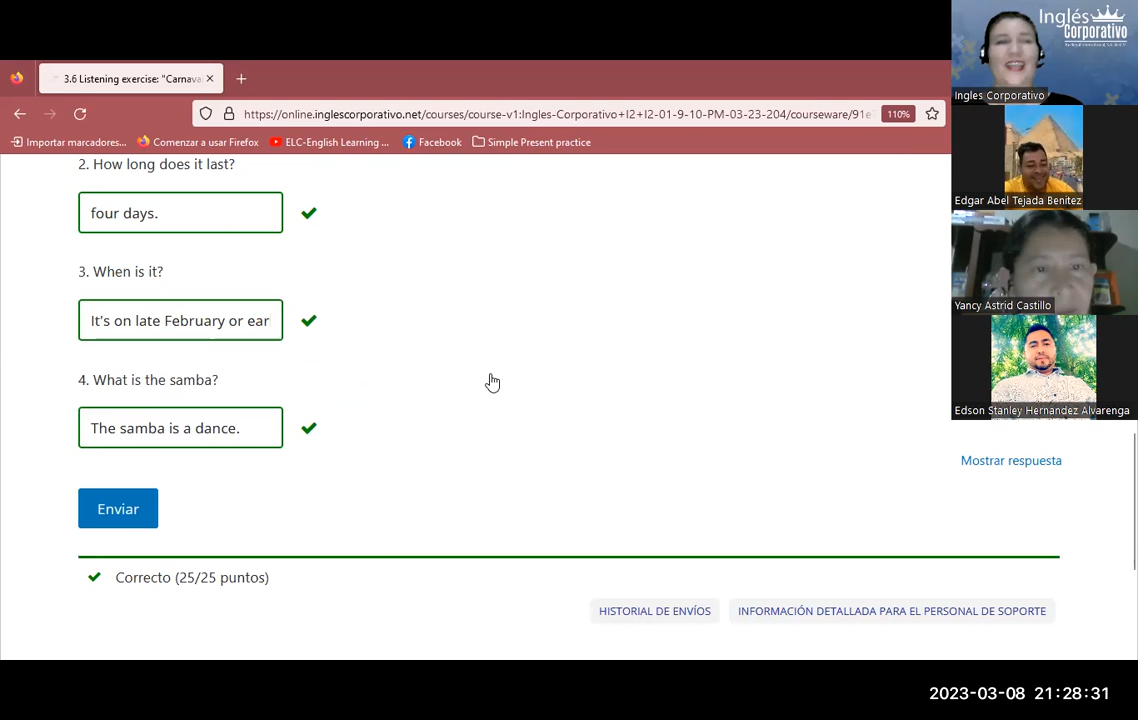 3.6 Listening exercise: "Carnava
https://online.inglescorporativo.net/courses/course-v1:Ingles-Corporativo+I2+I2-01-9-10-PM-03-23-204/courseware/91e
110%
Importar marcadores...
Comenzar a usar Firefox
ELC-English Learning ...
Facebook
Simple Present practice
2. How long does it last?
four days.
3. When is it?
It's on late February or ear
4. What is the samba?
The samba is a dance.
Mostrar respuesta
Enviar
Correcto (25/25 puntos)
HISTORIAL DE ENVÍOS
INFORMACIÓN DETALLADA PARA EL PERSONAL DE SOPORTE
Inglés
Corporativo
Ingles Corporativo
Edgar Abel Tejada Benitez
Yancy Astrid Castillo
Edson Stanley Hernandez Alvarenga
2023-03-08 21:28:31